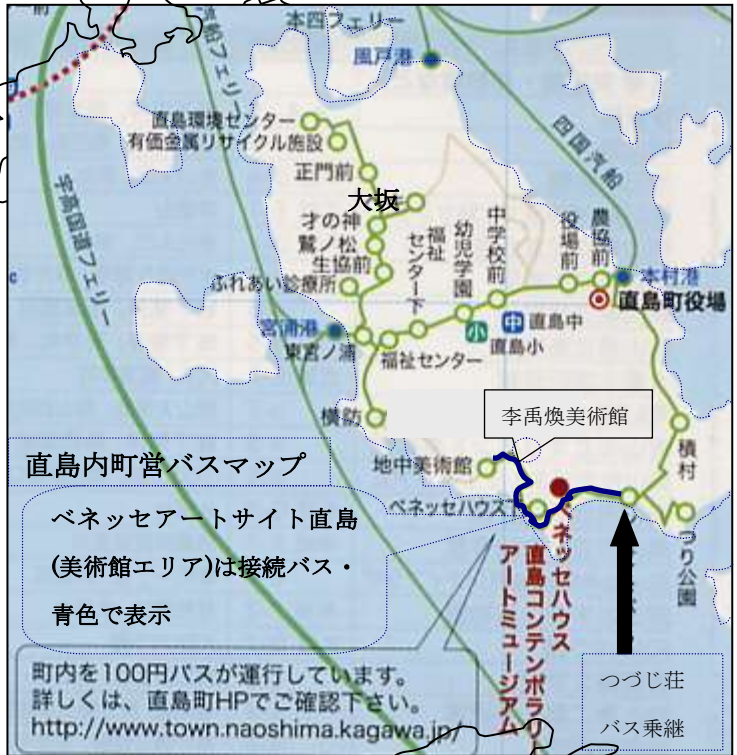 本四フェリー
汽船フェリー
風戸港
四国汽船
宇高国道フェリー
直島環境センター
有価金属リサイクル施設
正門前
大坂
才の神
鷲ノ松
生協前
ふれあい診療所
福祉
センター下
幼児学園
中学校前
役場前
農協前
本村港
直島町役場
宮浦港
東宮ノ浦
福祉センター
小
直島小
中
直島中
横防
李禹煥美術館
地中美術館
積村
直島内町営バスマップ
ベネッセハウス下
つり公園
ベネッセアートサイト直島
(美術館エリア)は接続バス・
青色で表示
ベネッセハウス
直島コンテンポラリー
アートミュージアム
つづじ荘
バス乗継
町内を100円バスが運行しています。
詳しくは、直島町HPでご確認下さい。
http://www.town.naoshima.kagawa.jp/